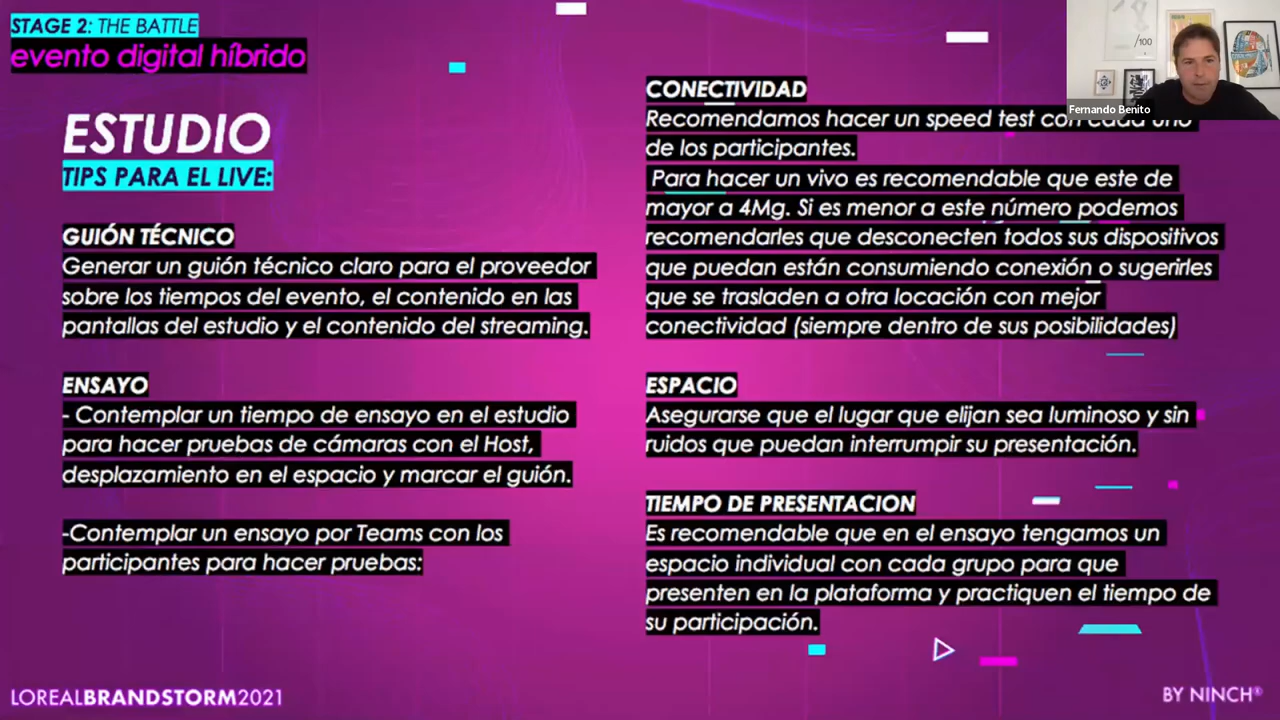 STAGE 2: THE BATTLE
evento digital híbrido
ESTUDIO
TIPS PARA EL LIVE:
GUIÓN TÉCNICO
Generar un guión técnico claro para el proveedor
sobre los tiempos del evento, el contenido en las
pantallas del estudio y el contenido del streaming.
ENSAYO
- Contemplar un tiempo de ensayo en el estudio
para hacer pruebas de cámaras con el Host,
desplazamiento en el espacio y marcar el guión.
-Contemplar un ensayo por Teams con los
participantes para hacer pruebas:
CONECTIVIDAD
Recomendamos hacer un speed test con cada uno
de los participantes.
Para hacer un vivo es recomendable que este de
mayor a 4Mg. Si es menor a este número podemos
recomendarles que desconecten todos sus dispositivos
que puedan están consumiendo conexión o sugerirles
que se trasladen a otra locación con mejor
conectividad (siempre dentro de sus posibilidades)
ESPACIO
Asegurarse que el lugar que elijan sea luminoso y sin
ruidos que puedan interrumpir su presentación.
TIEMPO DE PRESENTACION
Es recomendable que en el ensayo tengamos un
espacio individual con cada grupo para que
presenten en la plataforma y practiquen el tiempo de
su participación.
/100
Fernando Benito
LOREALBRANDSTORM2021
BY NINCH®